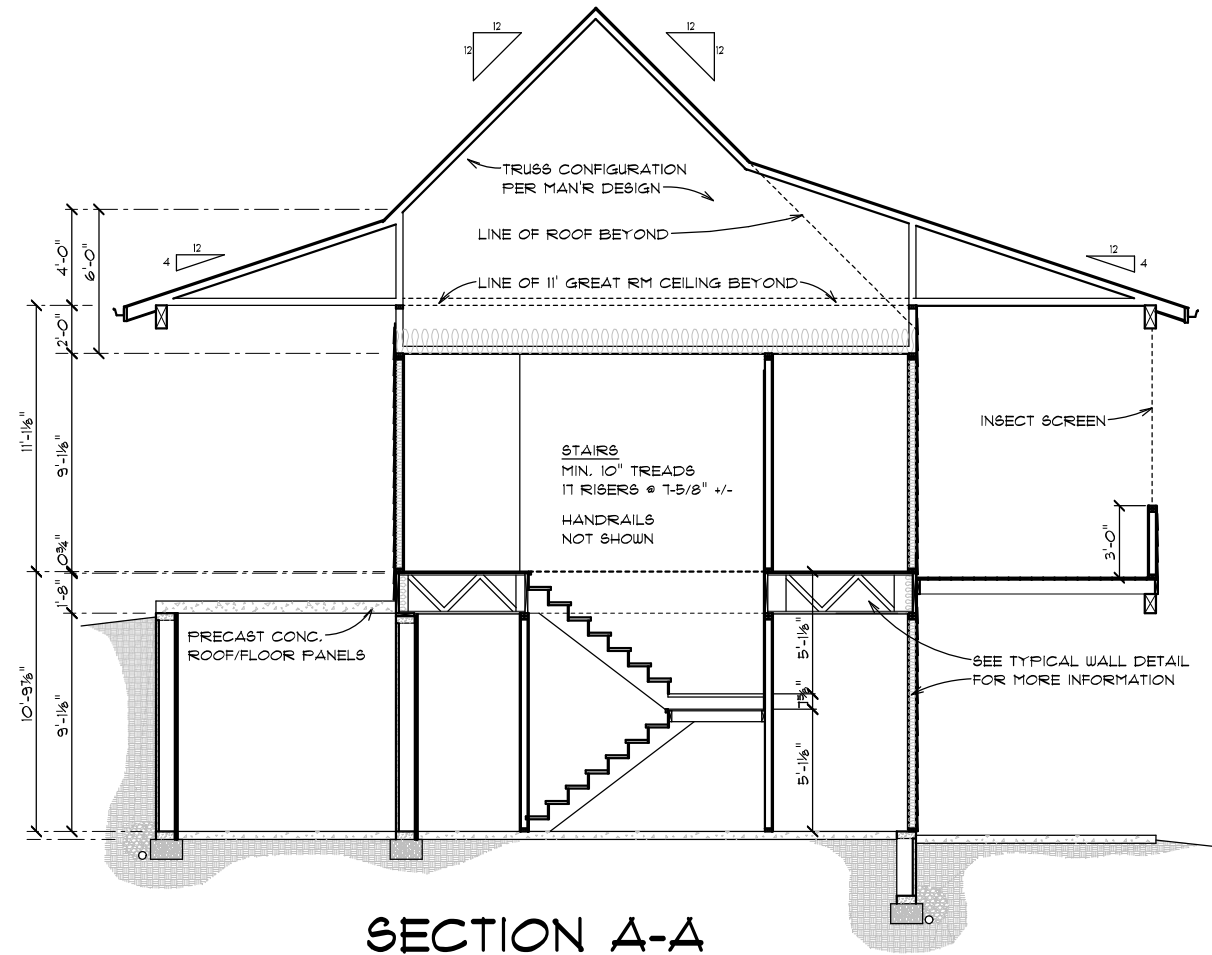 12
12
12
12
TRUSS CONFIGURATION
PER MAN'R DESIGN
LINE OF ROOF BEYOND
12
4
12
4
4'-0"
6'-0"
LINE OF 11' GREAT RM CEILING BEYOND
2'-0"
11'-1⅛"
9'-1⅛"
INSECT SCREEN
STAIRS
MIN. 10" TREADS
17 RISERS @ 7-5/8" +/-
HANDRAILS
NOT SHOWN
0¾"
3'-0"
1'-8"
PRECAST CONC.
ROOF/FLOOR PANELS
5'-1⅛"
SEE TYPICAL WALL DETAIL
FOR MORE INFORMATION
10'-9⅞"
9'-1⅛"
7⅝"
5'-1⅛"
SECTION A-A